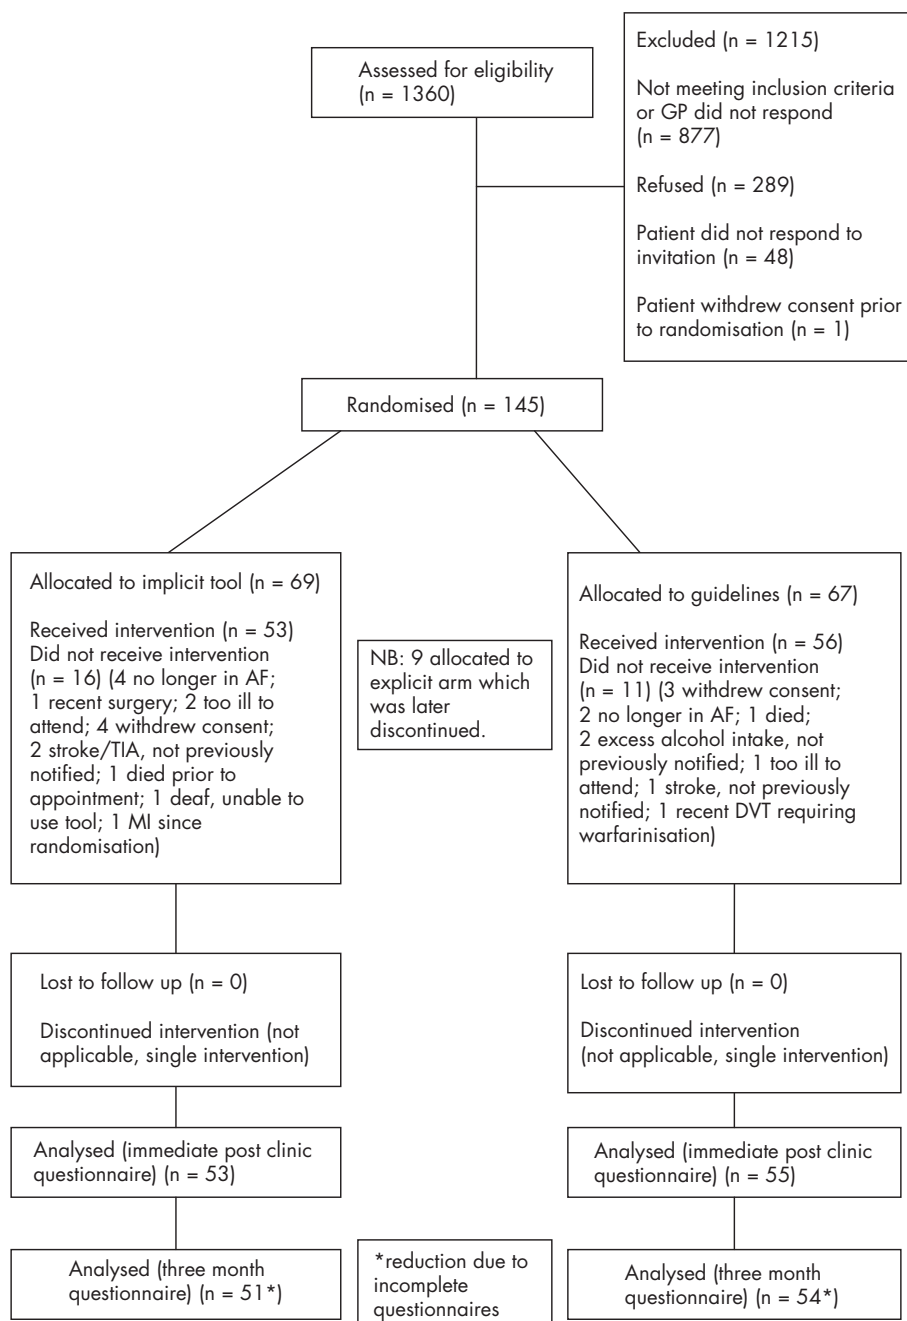 Assessed for eligibility
(n = 1360)
Excluded (n = 1215)
Not meeting inclusion criteria
or GP did not respond
(n = 877)
Refused (n = 289)
Patient did not respond to
invitation (n = 48)
Patient withdrew consent prior
to randomisation (n = 1)
Randomised (n = 145)
Allocated to implicit tool (n = 69)
Received intervention (n = 53)
Did not receive intervention
(n = 16) (4 no longer in AF;
1 recent surgery; 2 too ill to
attend; 4 withdrew consent;
2 stroke/TIA, not previously
notified; 1 died prior to
appointment; 1 deaf, unable to
use tool; 1 MI since
randomisation)
NB: 9 allocated to
explicit arm which
was later
discontinued.
Allocated to guidelines (n = 67)
Received intervention (n = 56)
Did not receive intervention
(n = 11) (3 withdrew consent;
2 no longer in AF; 1 died;
2 excess alcohol intake, not
previously notified; 1 too ill to
attend; 1 stroke, not previously
notified; 1 recent DVT requiring
warfarinisation)
Lost to follow up (n = 0)
Discontinued intervention (not
applicable, single intervention)
Lost to follow up (n = 0)
Discontinued intervention
(not applicable, single intervention)
Analysed (immediate post clinic
questionnaire) (n = 53)
Analysed (immediate post clinic
questionnaire) (n = 55)
Analysed (three month
questionnaire) (n = 51*)
*reduction due to
incomplete
questionnaires
Analysed (three month
questionnaire) (n = 54*)